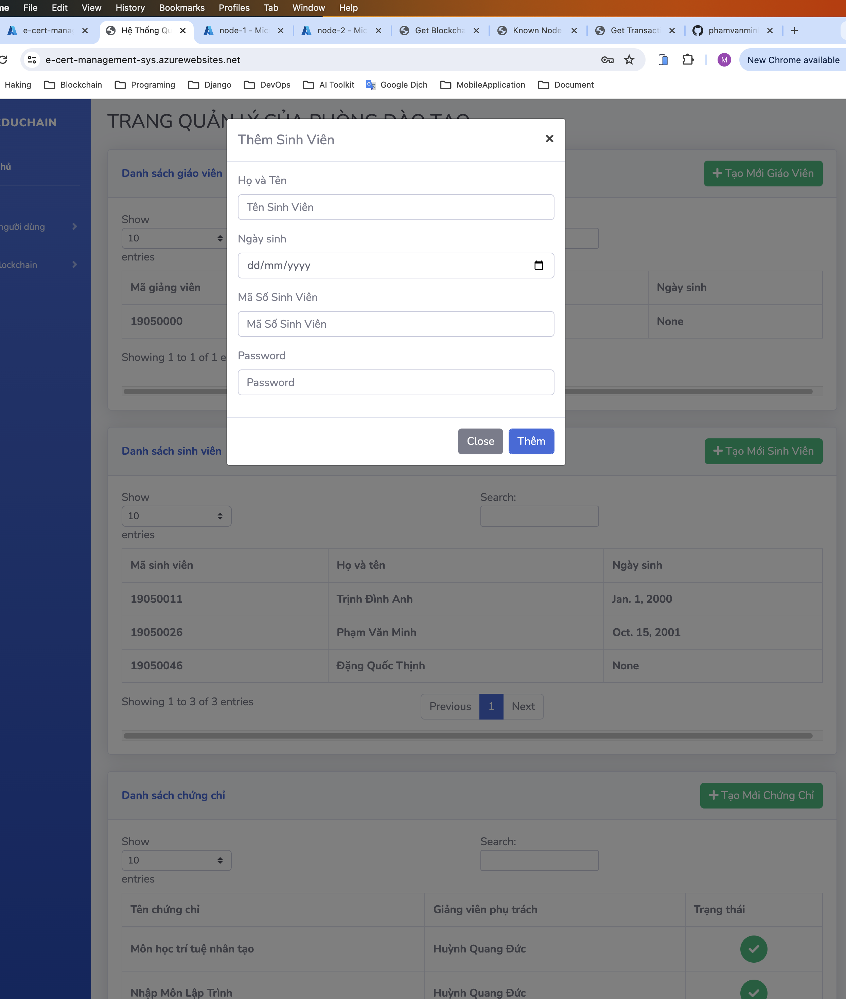 File Edit View History Bookmarks Profiles Tab Window Help
e-cert-mana Hệ Thống Qu node-1 - Mic node-2 - Mic Get Blockcha Known Node Get Transact phamvanmin
e-cert-management-sys.azurewebsites.net M New Chrome available
Haking Blockchain Programing Django DevOps AI Toolkit Google Dịch MobileApplication Document
EDUCHAIN
hủ
người dùng
lockchain
TRANG QUẢN LÝ CỦA PHÒNG ĐÀO TẠO
Thêm Sinh Viên
Họ và Tên
Tên Sinh Viên
Ngày sinh
dd/mm/yyyy
Mã Số Sinh Viên
Mã Số Sinh Viên
Password
Password
Close Thêm
Danh sách giáo viên Tạo Mới Giáo Viên
Show
10
entries
Mã giảng viên Ngày sinh
19050000 None
Showing 1 to 1 of 1 e
Danh sách sinh viên Tạo Mới Sinh Viên
Show Search:
10
entries
Mã sinh viên Họ và tên Ngày sinh
19050011 Trịnh Đình Anh Jan. 1, 2000
19050026 Phạm Văn Minh Oct. 15, 2001
19050046 Đặng Quốc Thịnh None
Showing 1 to 3 of 3 entries Previous 1 Next
Danh sách chứng chỉ Tạo Mới Chứng Chỉ
Show Search:
10
entries
Tên chứng chỉ Giảng viên phụ trách Trạng thái
Môn học trí tuệ nhân tạo Huỳnh Quang Đức
Nhập Môn Lập Trình Huỳnh Quang Đức